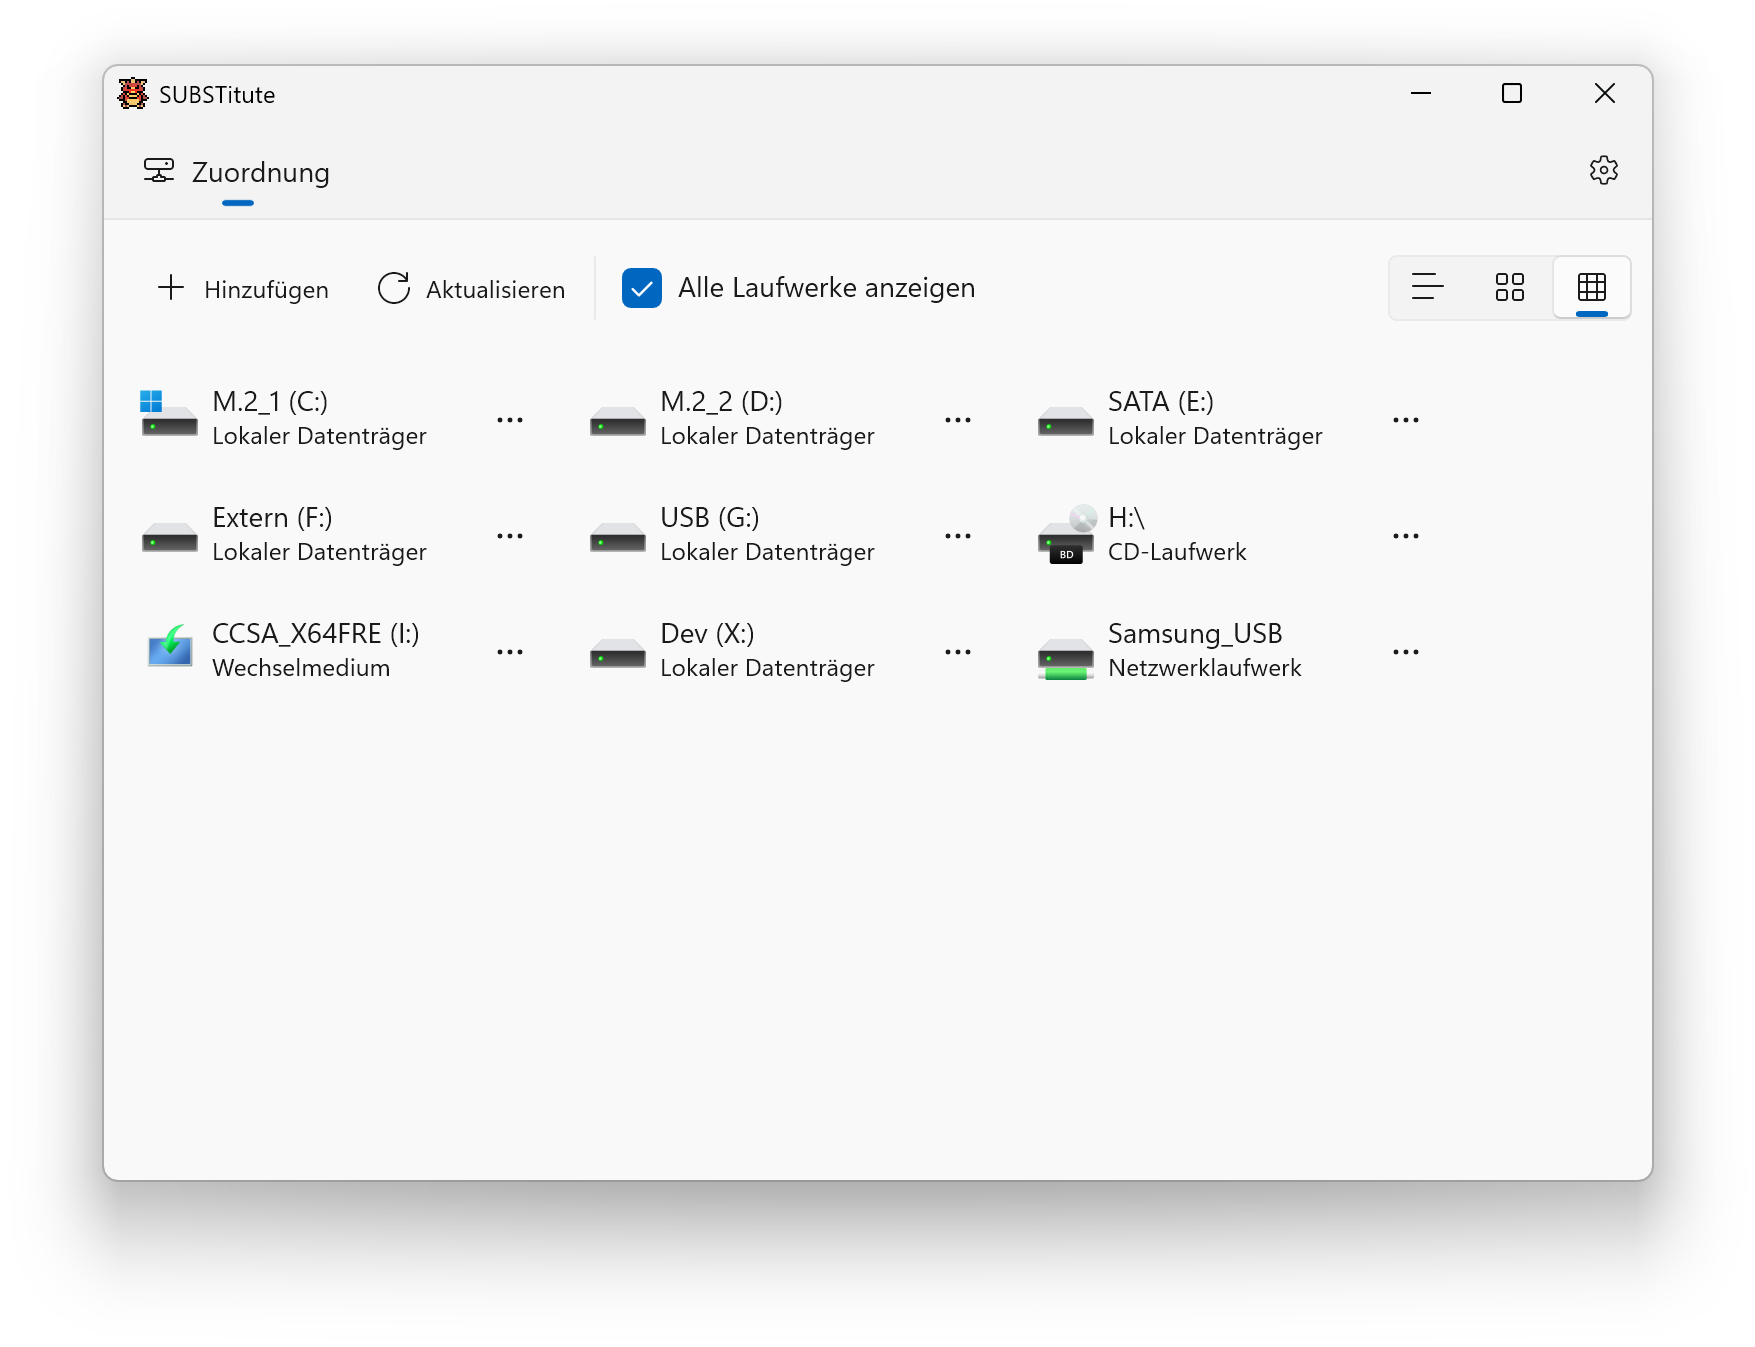 SUBSTitute
Zuordnung
Hinzufügen
Aktualisieren
Alle Laufwerke anzeigen
M.2_1 (C:)
Lokaler Datenträger
M.2_2 (D:)
Lokaler Datenträger
SATA (E:)
Lokaler Datenträger
Extern (F:)
Lokaler Datenträger
USB (G:)
Lokaler Datenträger
BD
H:\
CD-Laufwerk
CCSA_X64FRE (I:)
Wechselmedium
Dev (X:)
Lokaler Datenträger
Samsung_USB
Netzwerklaufwerk